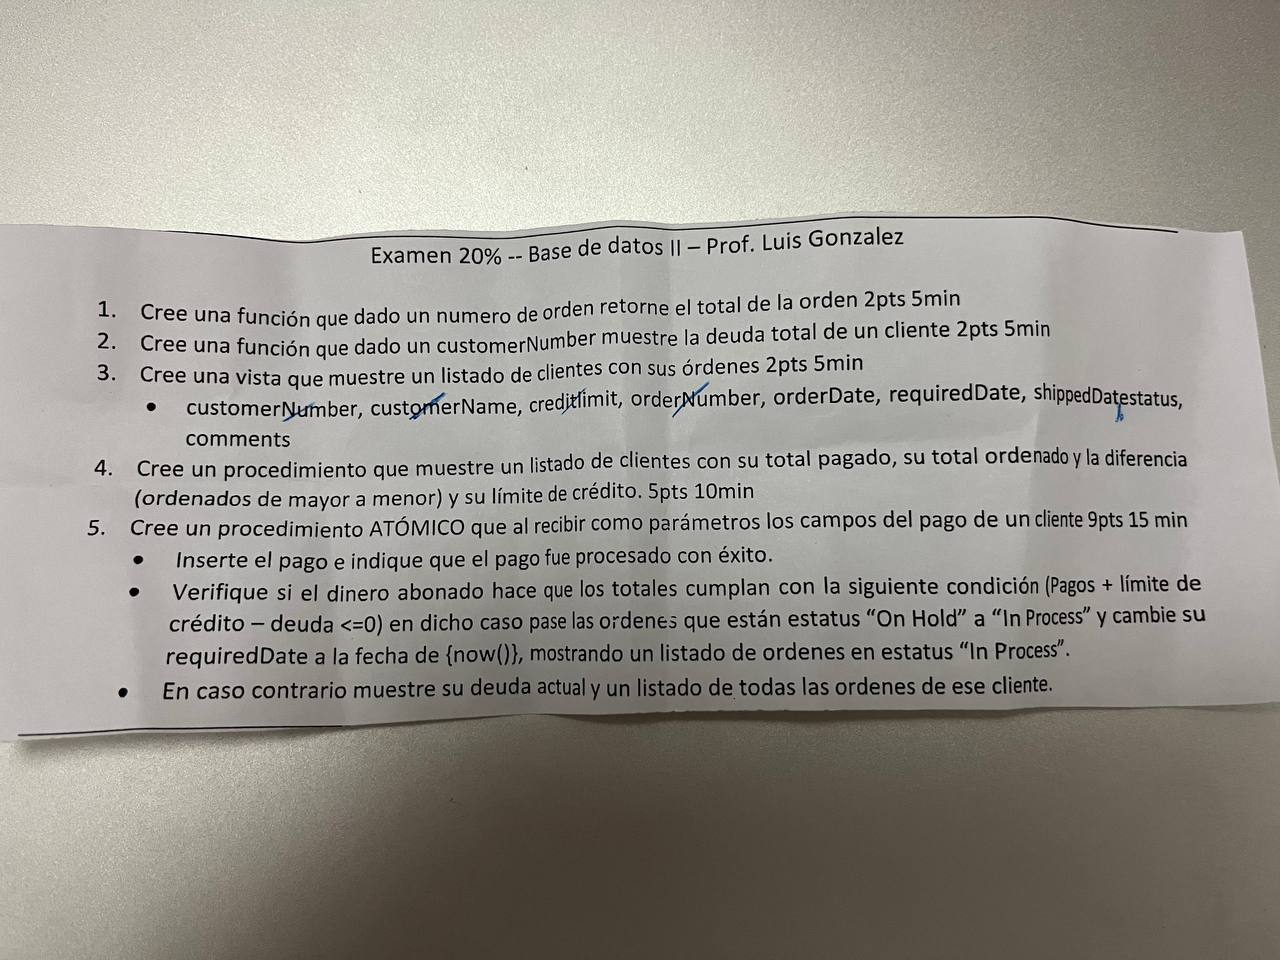 Examen 20% -- Base de datos II – Prof. Luis Gonzalez
1. Cree una función que dado un numero de orden retorne el total de la orden 2pts 5min
2. Cree una función que dado un customerNumber muestre la deuda total de un cliente 2pts 5min
3. Cree una vista que muestre un listado de clientes con sus órdenes 2pts 5min
• customerNumber, customerName, creditlimit, orderNumber, orderDate, requiredDate, shippedDatestatus,
comments
4. Cree un procedimiento que muestre un listado de clientes con su total pagado, su total ordenado y la diferencia
(ordenados de mayor a menor) y su límite de crédito. 5pts 10min
5. Cree un procedimiento ATÓMICO que al recibir como parámetros los campos del pago de un cliente 9pts 15 min
• Inserte el pago e indique que el pago fue procesado con éxito.
• Verifique si el dinero abonado hace que los totales cumplan con la siguiente condición (Pagos + límite de
crédito – deuda <=0) en dicho caso pase las ordenes que están estatus “On Hold” a “In Process” y cambie su
requiredDate a la fecha de {now()}, mostrando un listado de ordenes en estatus “In Process”.
• En caso contrario muestre su deuda actual y un listado de todas las ordenes de ese cliente.